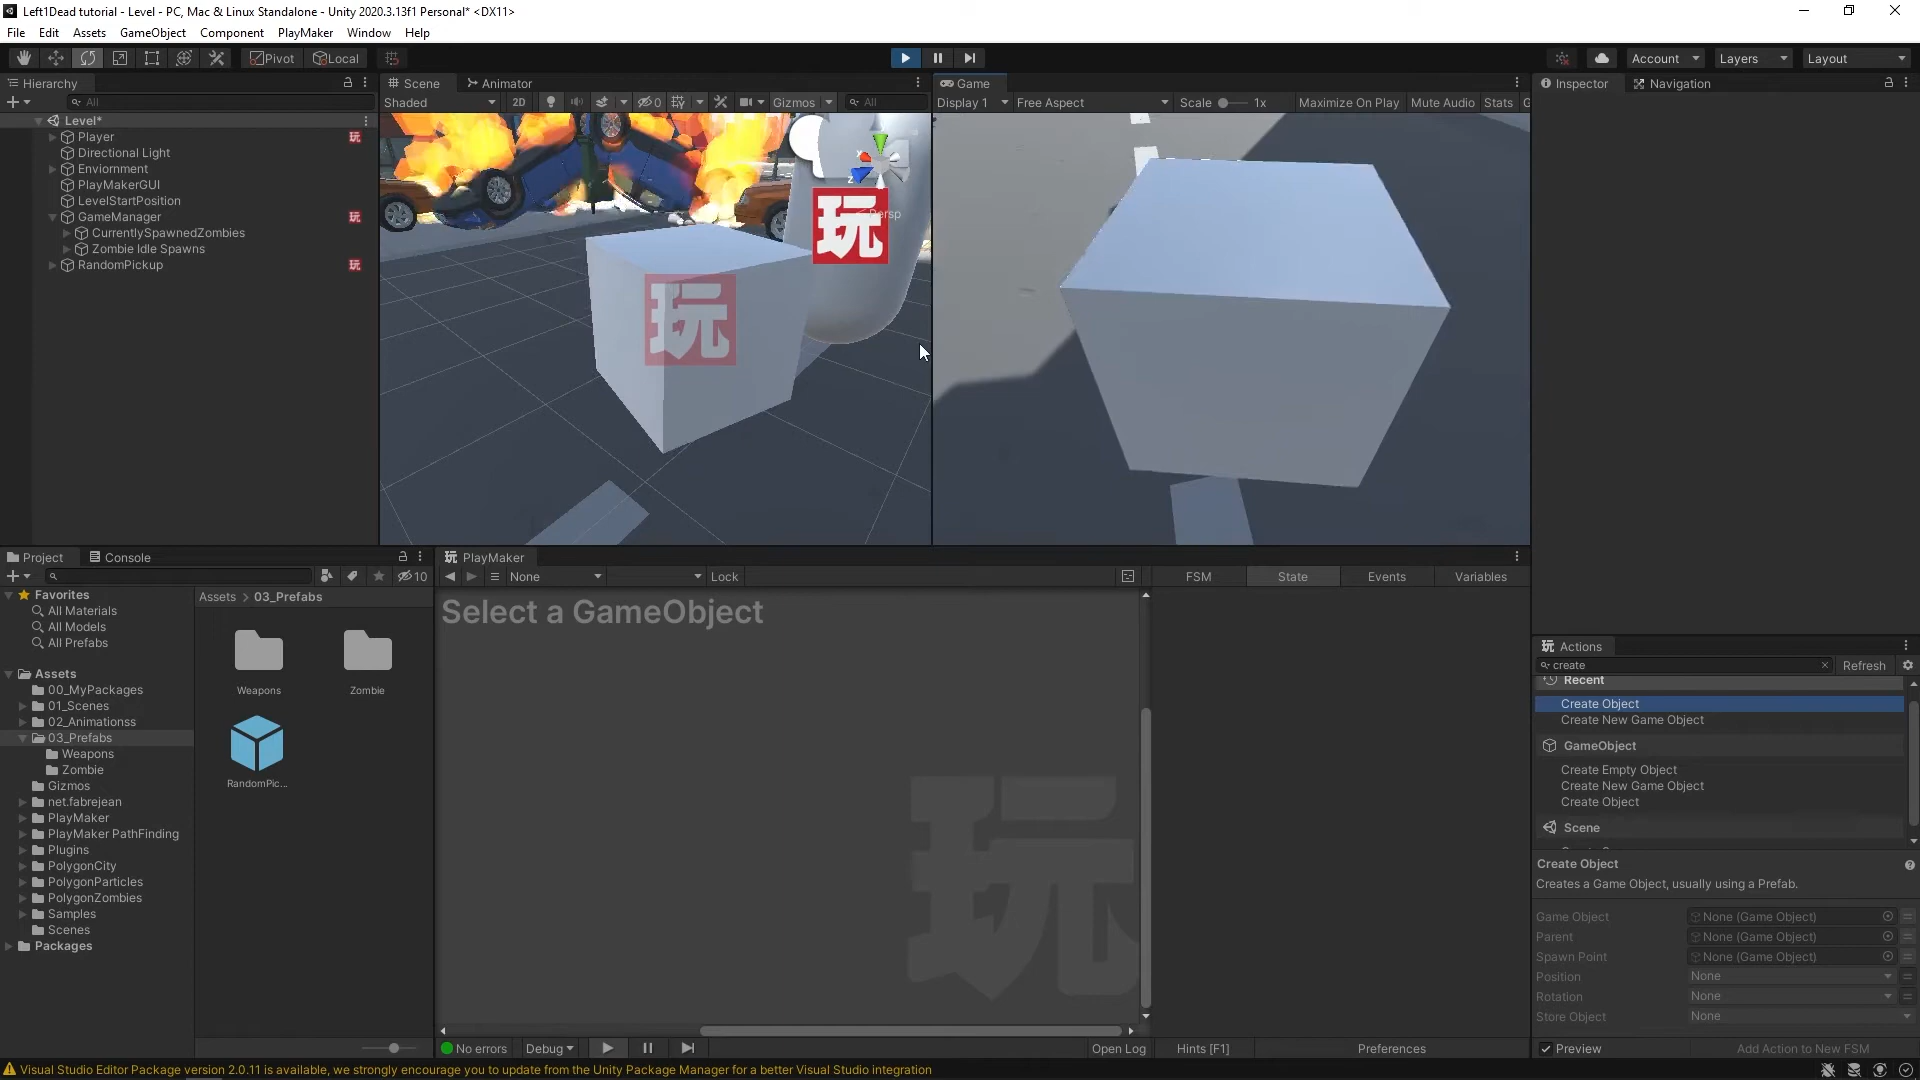 Left1Dead tutorial - Level - PC, Mac & Linux Standalone - Unity 2020.3.13f1 Personal* <DX11>
File Edit Assets GameObject Component PlayMaker Window Help
Pivot Local Account Layers Layout
Hierarchy
All
Level*
Player 玩
Directional Light
Enviornment
PlayMakerGUI
LevelStartPosition
GameManager 玩
CurrentlySpawnedZombies
Zombie Idle Spawns
RandomPickup 玩
Scene Animator
Shaded 2D 0 Gizmos All
x
z
Persp
玩
玩
Game
Display 1 Free Aspect Scale 1x Maximize On Play Mute Audio Stats G
Inspector Navigation
Project Console
10
Favorites
All Materials
All Models
All Prefabs
Assets
00_MyPackages
01_Scenes
02_Animationss
03_Prefabs
Weapons
Zombie
Gizmos
net.fabrejean
PlayMaker
PlayMaker PathFinding
Plugins
PolygonCity
PolygonParticles
PolygonZombies
Samples
Scenes
Packages
Assets > 03_Prefabs
Weapons Zombie
RandomPic...
玩 PlayMaker
None Lock
FSM State Events Variables
Select a GameObject
玩
No errors Debug Open Log Hints [F1] Preferences
玩 Actions
create Refresh
Recent
Create Object
Create New Game Object
GameObject
Create Empty Object
Create New Game Object
Create Object
Scene
Create Object
Creates a Game Object, usually using a Prefab.
Game Object None (Game Object)
Parent None (Game Object)
Spawn Point None (Game Object)
Position None
Rotation None
Store Object None
Preview Add Action to New FSM
Visual Studio Editor Package version 2.0.11 is available, we strongly encourage you to update from the Unity Package Manager for a better Visual Studio integration